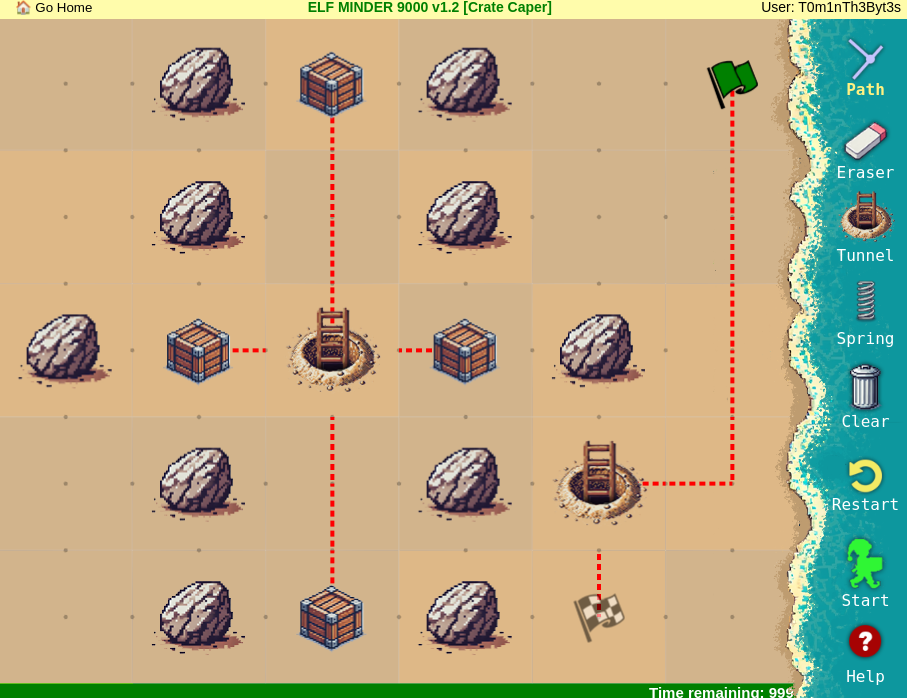 Go Home
ELF MINDER 9000 v1.2 [Crate Caper]
User: T0m1nTh3Byt3s
Path
Eraser
Tunnel
Spring
Clear
Restart
Start
?
Help
Time remaining: 999